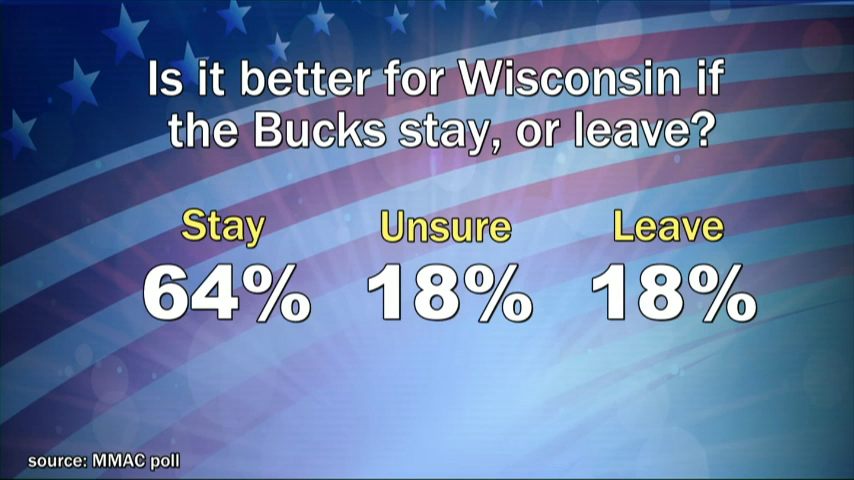 Is it better for Wisconsin if
the Bucks stay, or leave?
Stay Unsure Leave
64% 18% 18%
source: MMAC poll